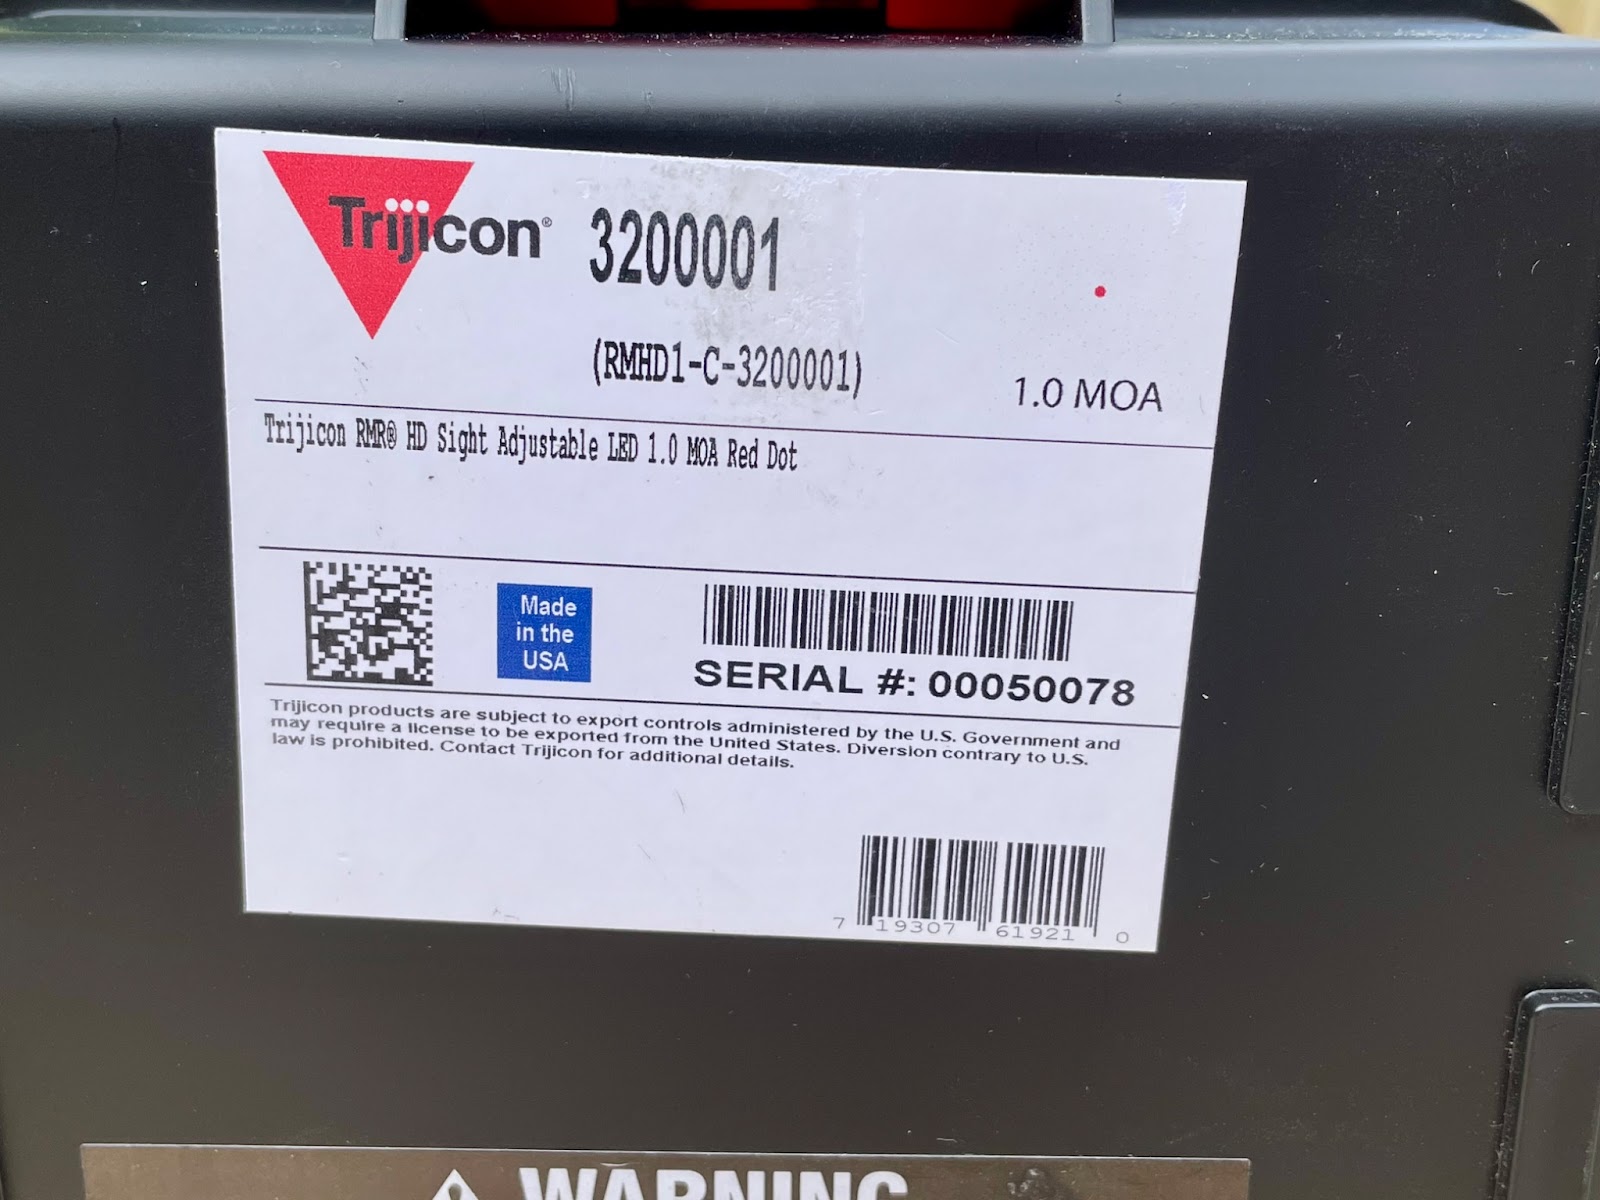 Trijicon®
3200001
(RMHD1-C-3200001)
1.0 MOA
Trijicon RMR® HD Sight Adjustable LED 1.0 MOA Red Dot
Made
in the
USA
SERIAL #: 00050078
Trijicon products are subject to export controls administered by the U.S. Government and
may require a license to be exported from the United States. Diversion contrary to U.S.
law is prohibited. Contact Trijicon for additional details.
7 19307 61921 0
WARNING